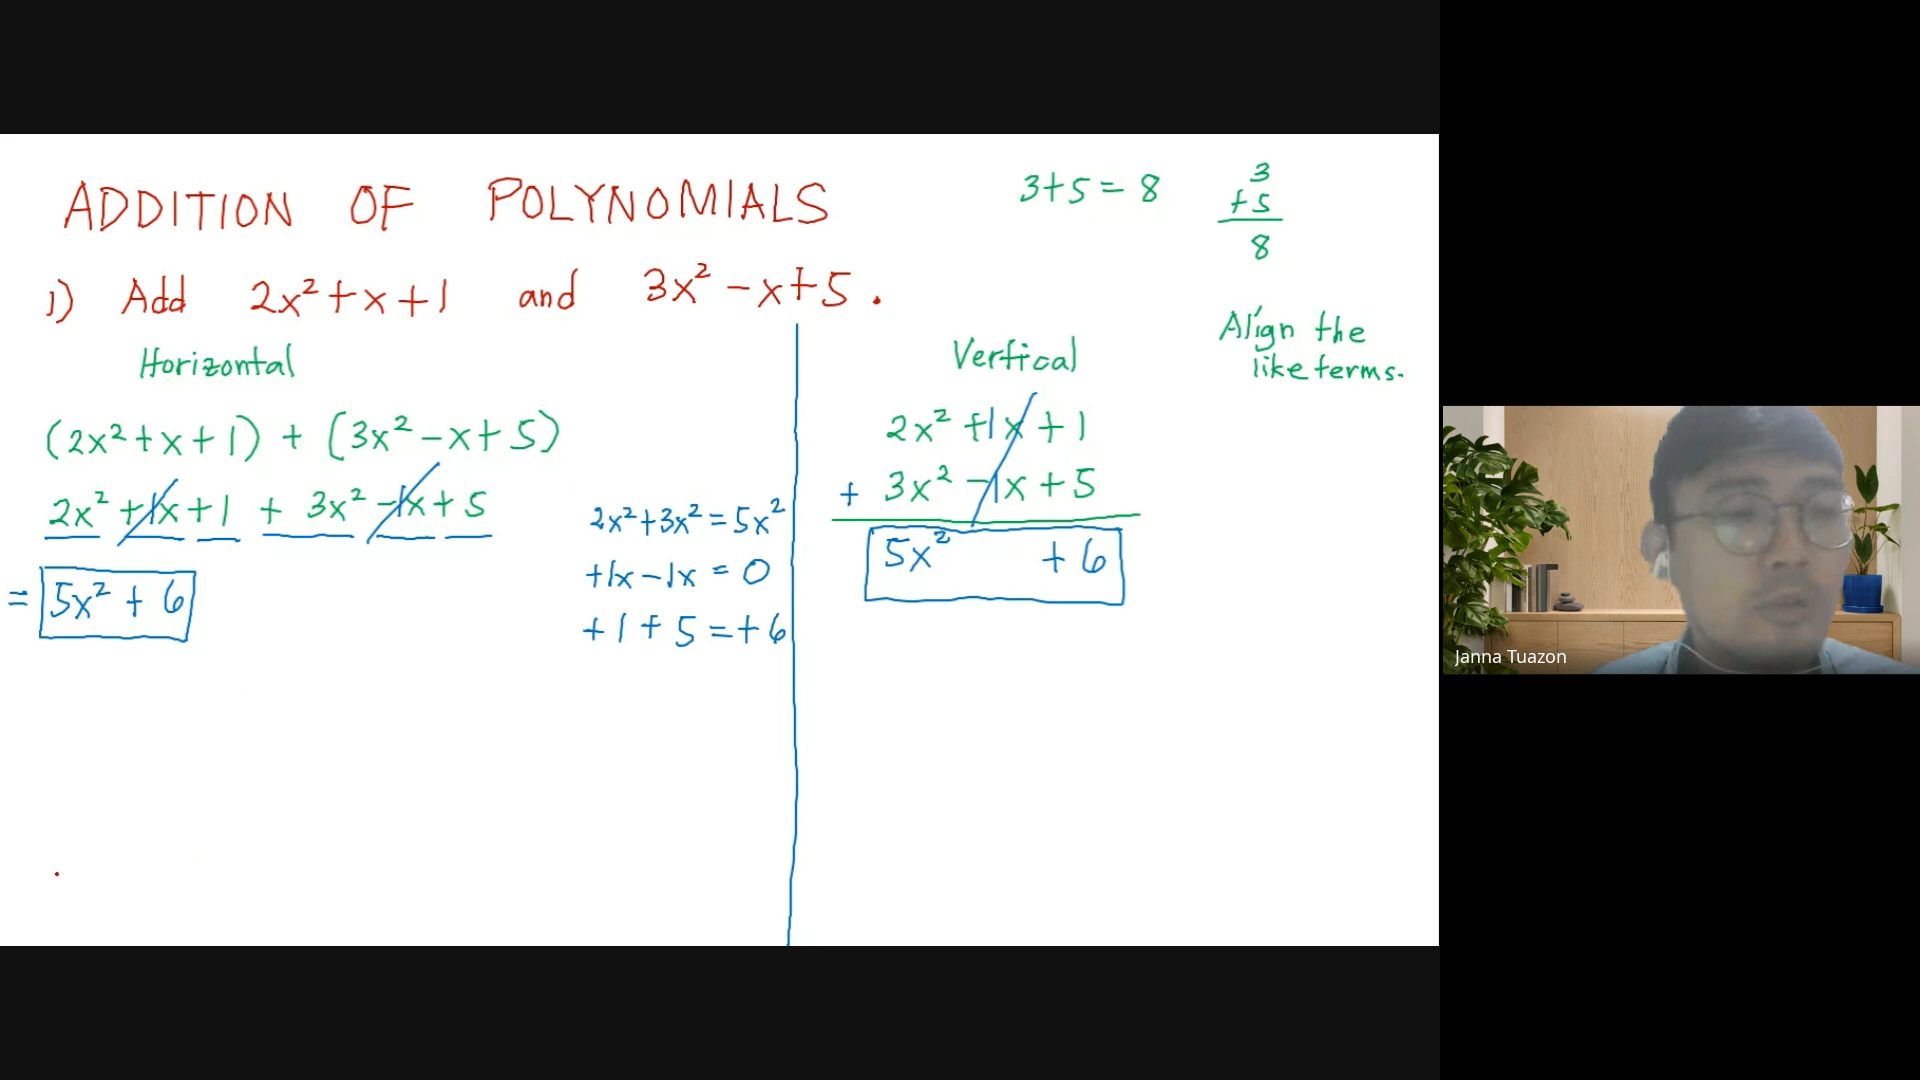 ADDITION OF POLYNOMIALS
3+5=8
3
+5
8
1) Add 2x²+x+1 and 3x²-x+5.
Align the
like terms.
Horizontal
(2x²+x+1) + (3x²-x+5)
2x²+1x+1 + 3x²-1x+5
= 5x²+6
2x²+3x²=5x²
+1x-1x=0
+1+5=+6
Vertical
2x²+1x+1
+ 3x²-1x+5
5x² +6
Janna Tuazon